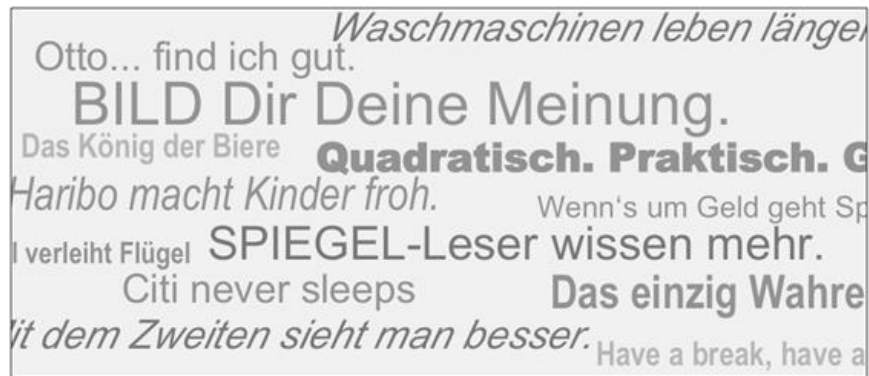 Waschmaschinen leben länger
Otto... find ich gut.
BILD Dir Deine Meinung.
Das König der Biere
Quadratisch. Praktisch. G
Haribo macht Kinder froh.
Wenn‘s um Geld geht Sp
l verleiht Flügel
SPIEGEL-Leser wissen mehr.
Citi never sleeps
Das einzig Wahre
it dem Zweiten sieht man besser.
Have a break, have a